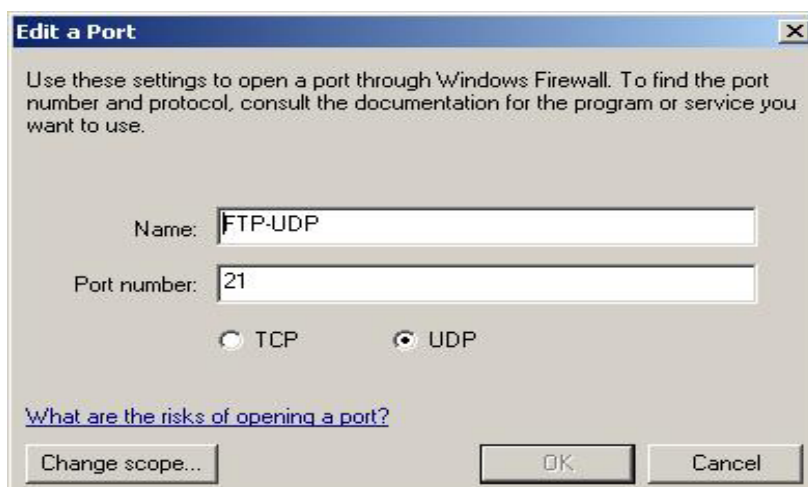 Edit a Port
Use these settings to open a port through Windows Firewall. To find the port
number and protocol, consult the documentation for the program or service you
want to use.
Name: FTP-UDP
Port number: 21
TCP UDP
What are the risks of opening a port?
Change scope... OK Cancel